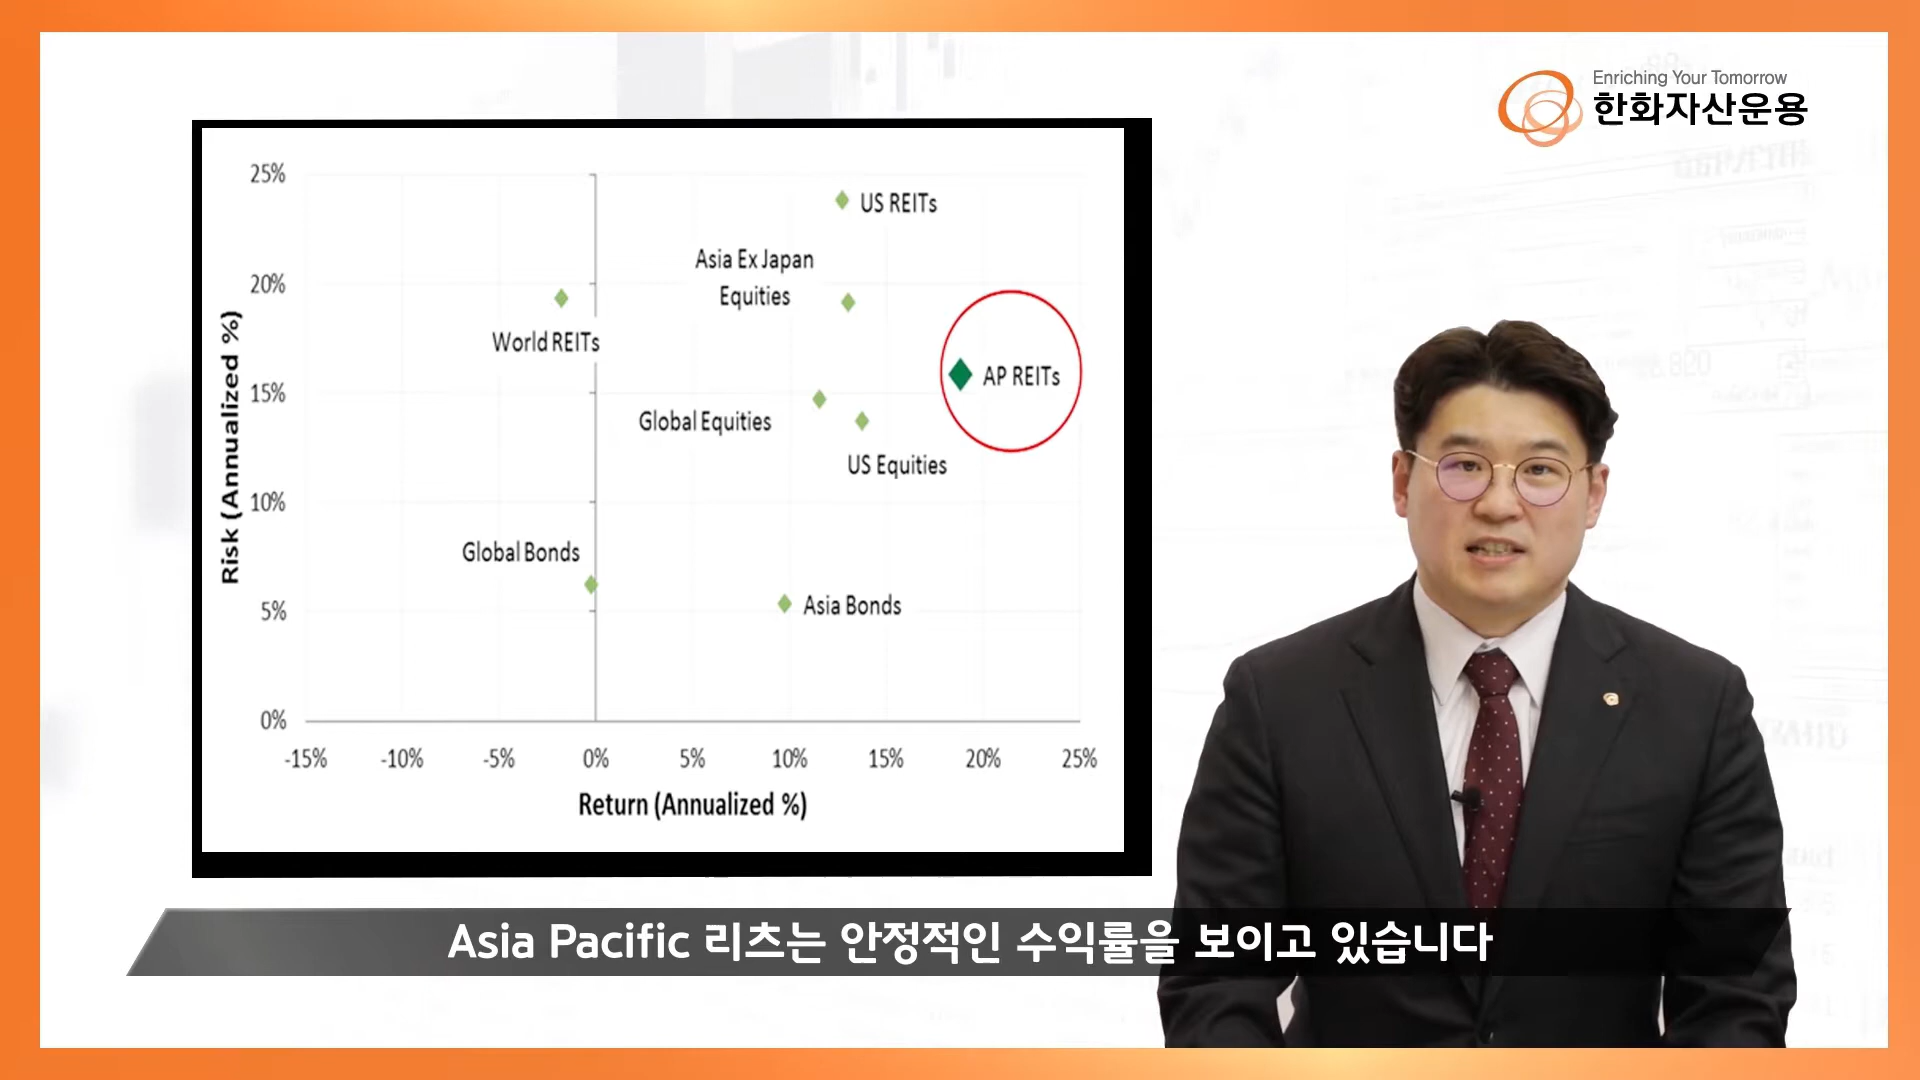 Enriching Your Tomorrow
한화자산운용
25%
20%
15%
10%
5%
0%
Risk (Annualized %)
US REITs
Asia Ex Japan
Equities
World REITs
AP REITs
Global Equities
US Equities
Global Bonds
Asia Bonds
-15% -10% -5% 0% 5% 10% 15% 20% 25%
Return (Annualized %)
Asia Pacific 리츠는 안정적인 수익률을 보이고 있습니다